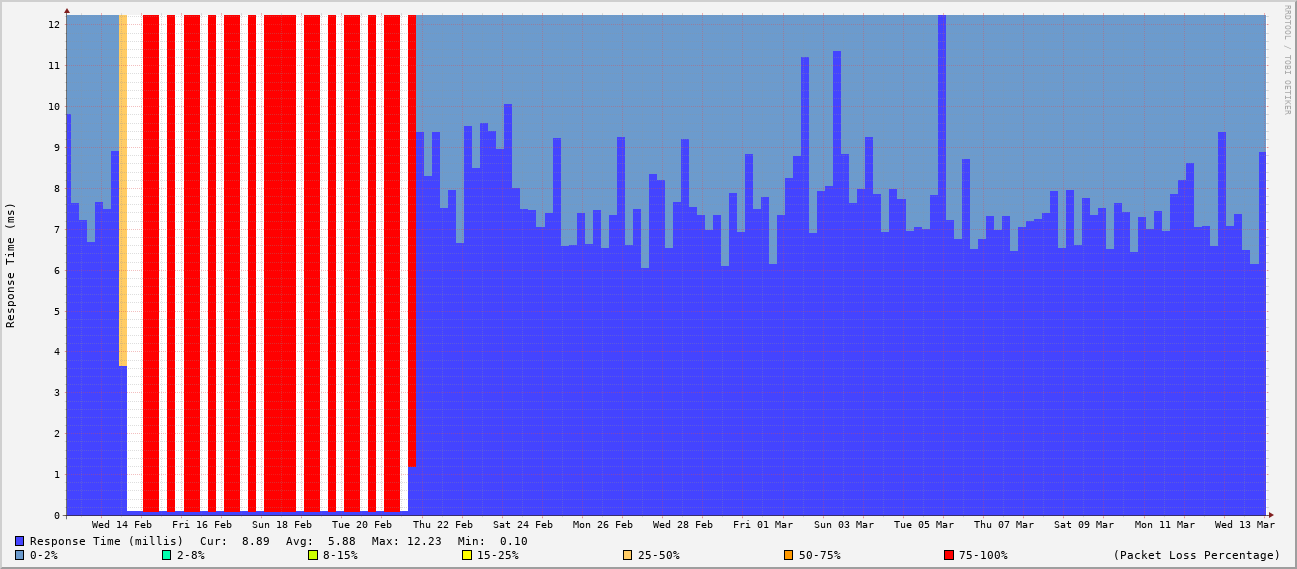 RRDTOOL / TOBI OETIKER
Response Time (ms)
12
11
10
9
8
7
6
5
4
3
2
1
0
Wed 14 Feb Fri 16 Feb Sun 18 Feb Tue 20 Feb Thu 22 Feb Sat 24 Feb Mon 26 Feb Wed 28 Feb Fri 01 Mar Sun 03 Mar Tue 05 Mar Thu 07 Mar Sat 09 Mar Mon 11 Mar Wed 13 Mar
Response Time (millis) Cur: 8.89 Avg: 5.88 Max: 12.23 Min: 0.10
0-2% 2-8% 8-15% 15-25% 25-50% 50-75% 75-100% (Packet Loss Percentage)